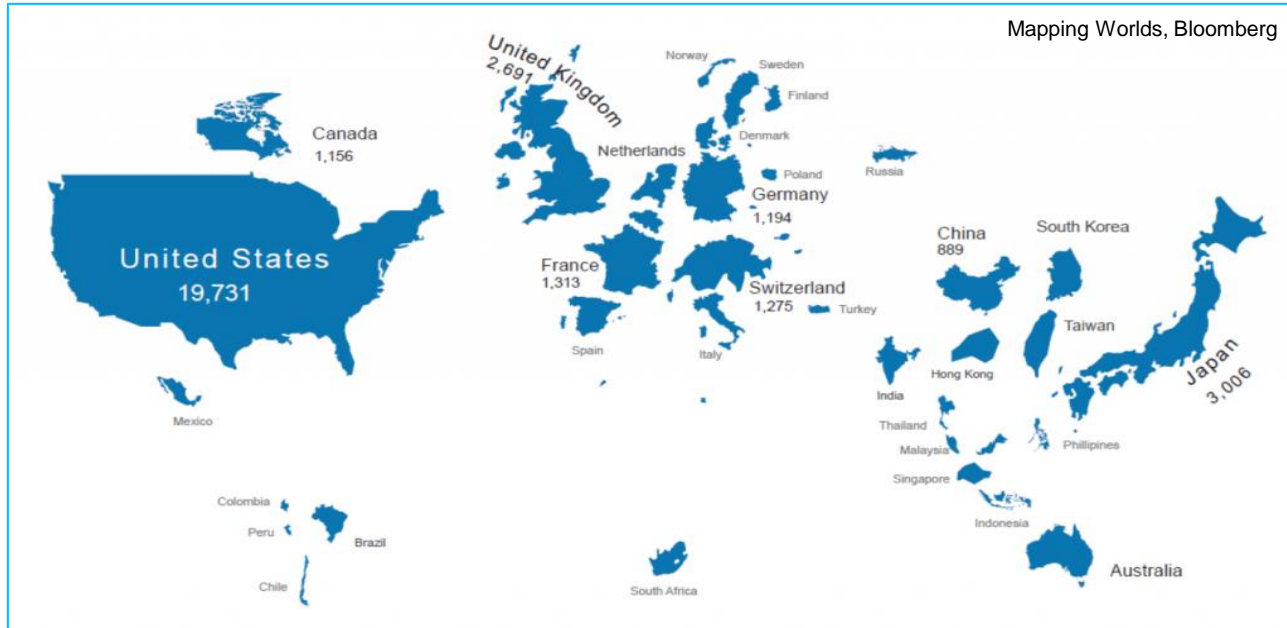 Mapping Worlds, Bloomberg
United Kingdom
2,691
Norway
Sweden
Finland
Denmark
Canada
1,156
Netherlands
Poland
Russia
Germany
1,194
United States
19,731
France
1,313
Switzerland
1,275
Turkey
Spain
Italy
China
889
South Korea
Taiwan
Hong Kong
India
Japan
3,006
Mexico
Thailand
Malaysia
Phillipines
Singapore
Indonesia
Colombia
Peru
Brazil
Chile
South Africa
Australia